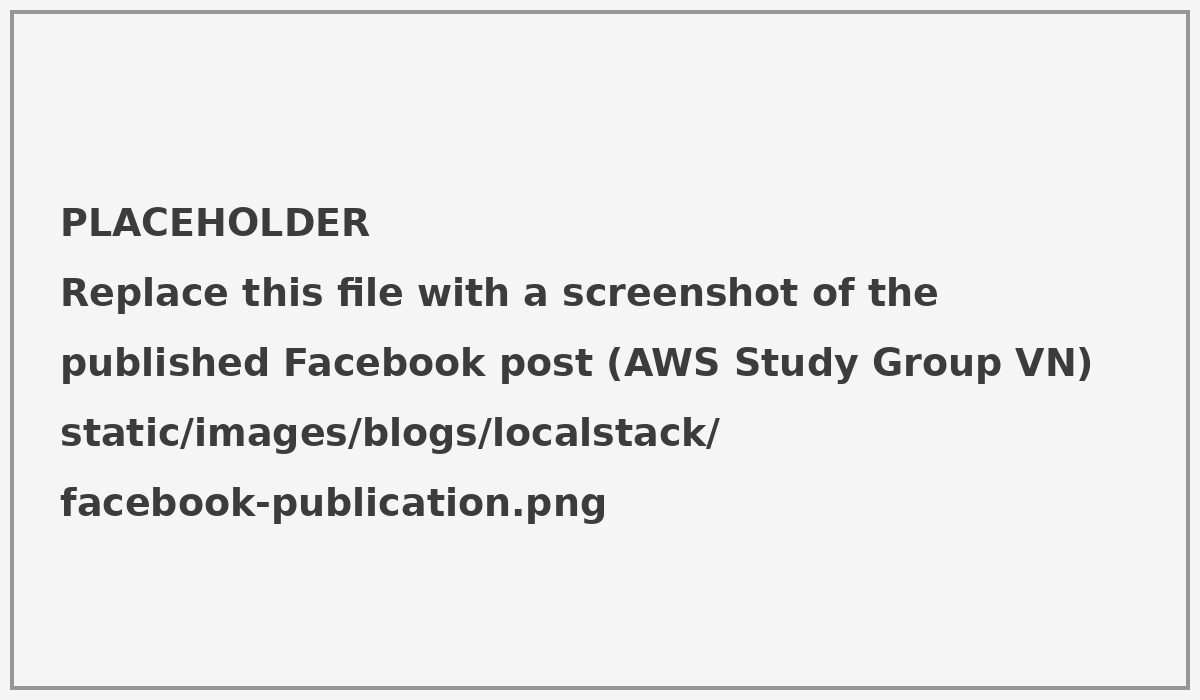 PLACEHOLDER
Replace this file with a screenshot of the
published Facebook post (AWS Study Group VN)
static/images/blogs/localstack/
facebook-publication.png